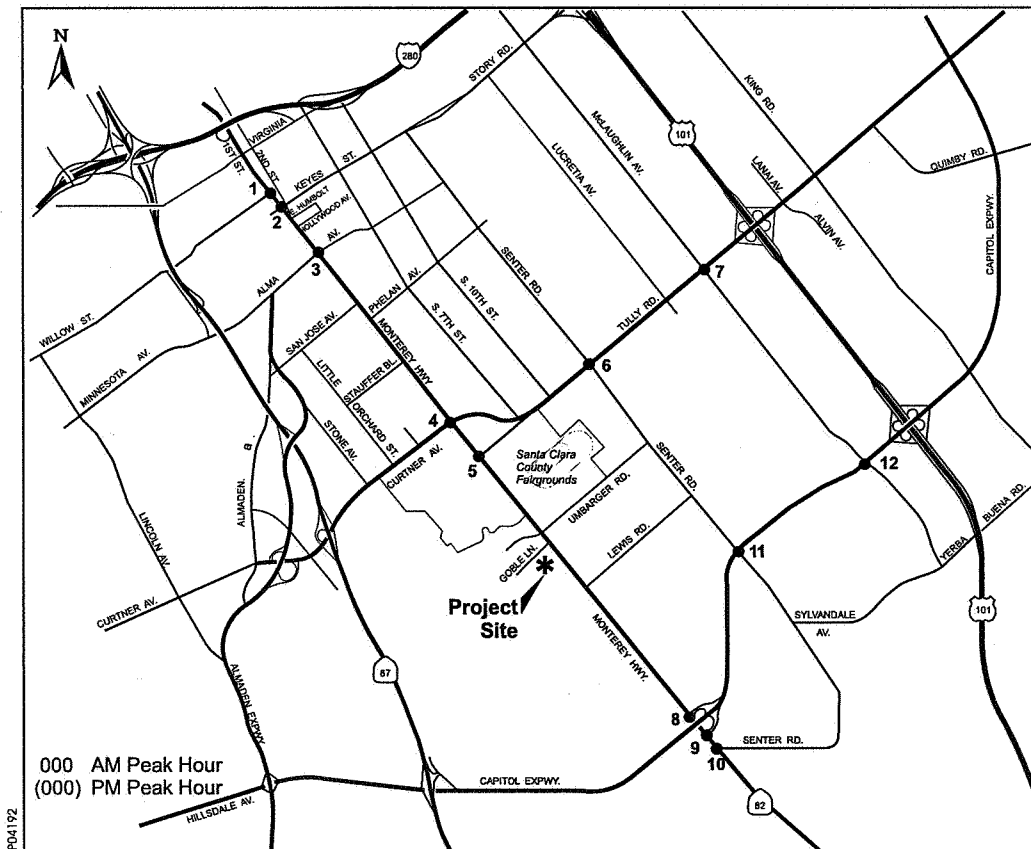 N
280
STORY RD.
KING RD.
VIRGINIA
1ST ST.
2ND ST.
KEYES ST.
E. HUMBOLT
HOLLYWOOD AV.
McLAUGHLIN AV.
101
LUCRETIA AV.
LANAI AV.
ALVIN AV.
QUIMBY RD.
CAPITOL EXPWY.
1
2
3
ALMA AV.
PHELAN AV.
SENTER RD.
S. 10TH ST.
S. 7TH ST.
TULLY RD.
7
WILLOW ST.
MINNESOTA AV.
SAN JOSE AV.
MONTEREY HWY
LITTLE ORCHARD ST.
STAUFFER BL.
STONE AV.
6
4
5
CURTNER AV.
Santa Clara
County
Fairgrounds
SENTER RD.
UMBARGER RD.
LEWIS RD.
GOBLE LN.
12
YERBA BUENA RD.
11
LINCOLN AV.
ALMADEN
CURTNER AV.
*
Project
Site
SYLVANDALE
AV.
101
MONTEREY HWY.
ALMADEN EXPWY
87
8
9
10
SENTER RD.
000 AM Peak Hour
(000) PM Peak Hour
CAPITOL EXPWY.
HILLSDALE AV.
82
P04192